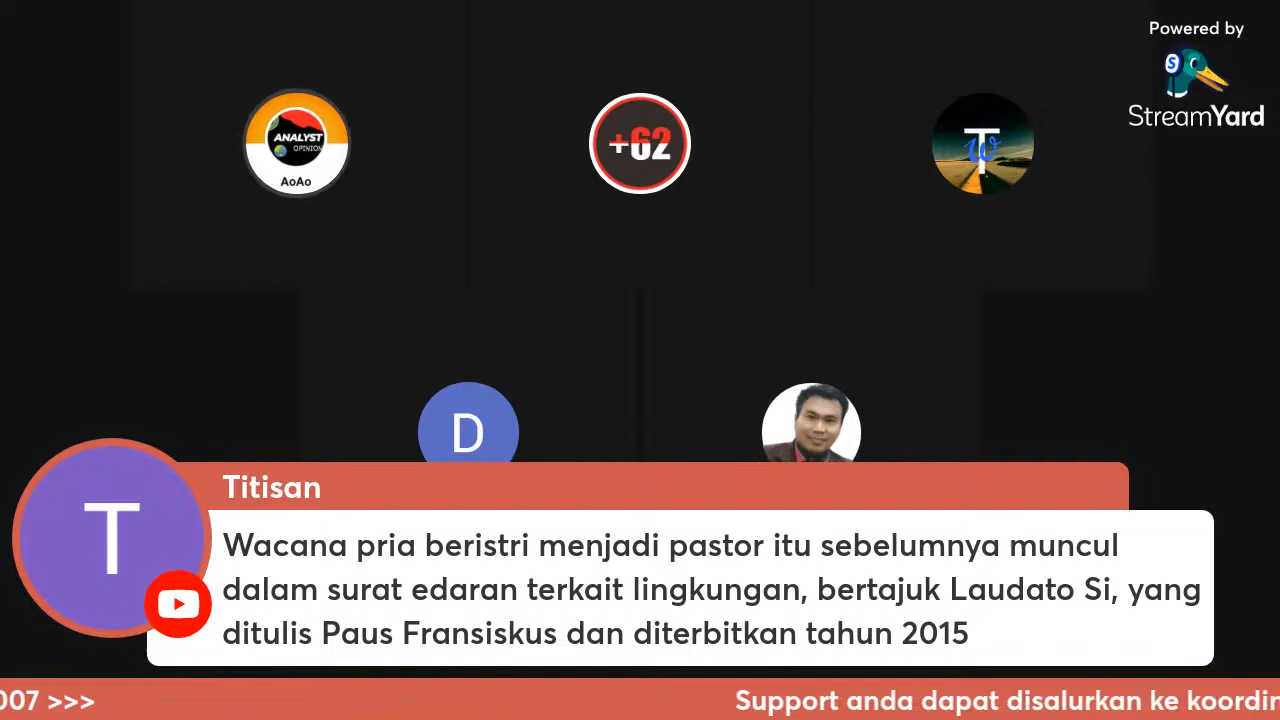 Powered by
StreamYard
ANALYST
OPINION
AoAo
+62
T
w
D
T
Titisan
Wacana pria beristri menjadi pastor itu sebelumnya muncul
dalam surat edaran terkait lingkungan, bertajuk Laudato Si, yang
ditulis Paus Fransiskus dan diterbitkan tahun 2015
007 >>> Support anda dapat disalurkan ke koordin